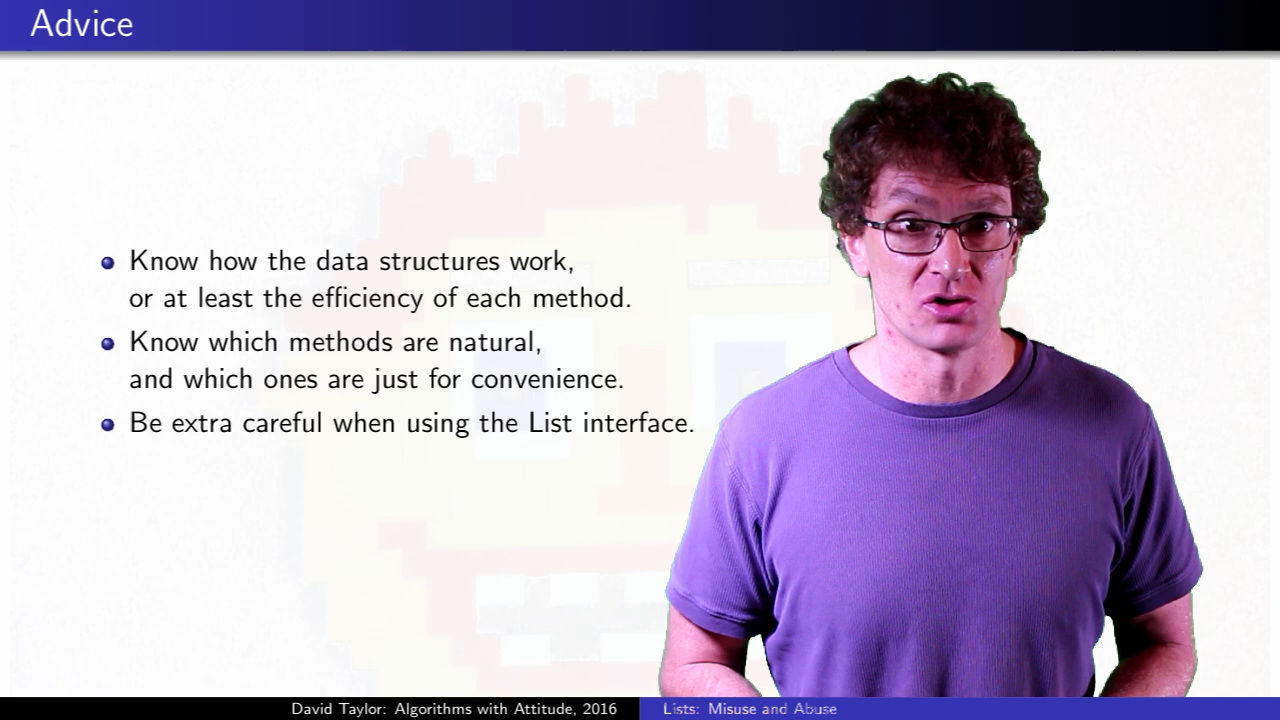 Advice
Know how the data structures work,
or at least the efficiency of each method.
Know which methods are natural,
and which ones are just for convenience.
Be extra careful when using the List interface.
David Taylor: Algorithms with Attitude, 2016
Lists: Misuse and Abuse